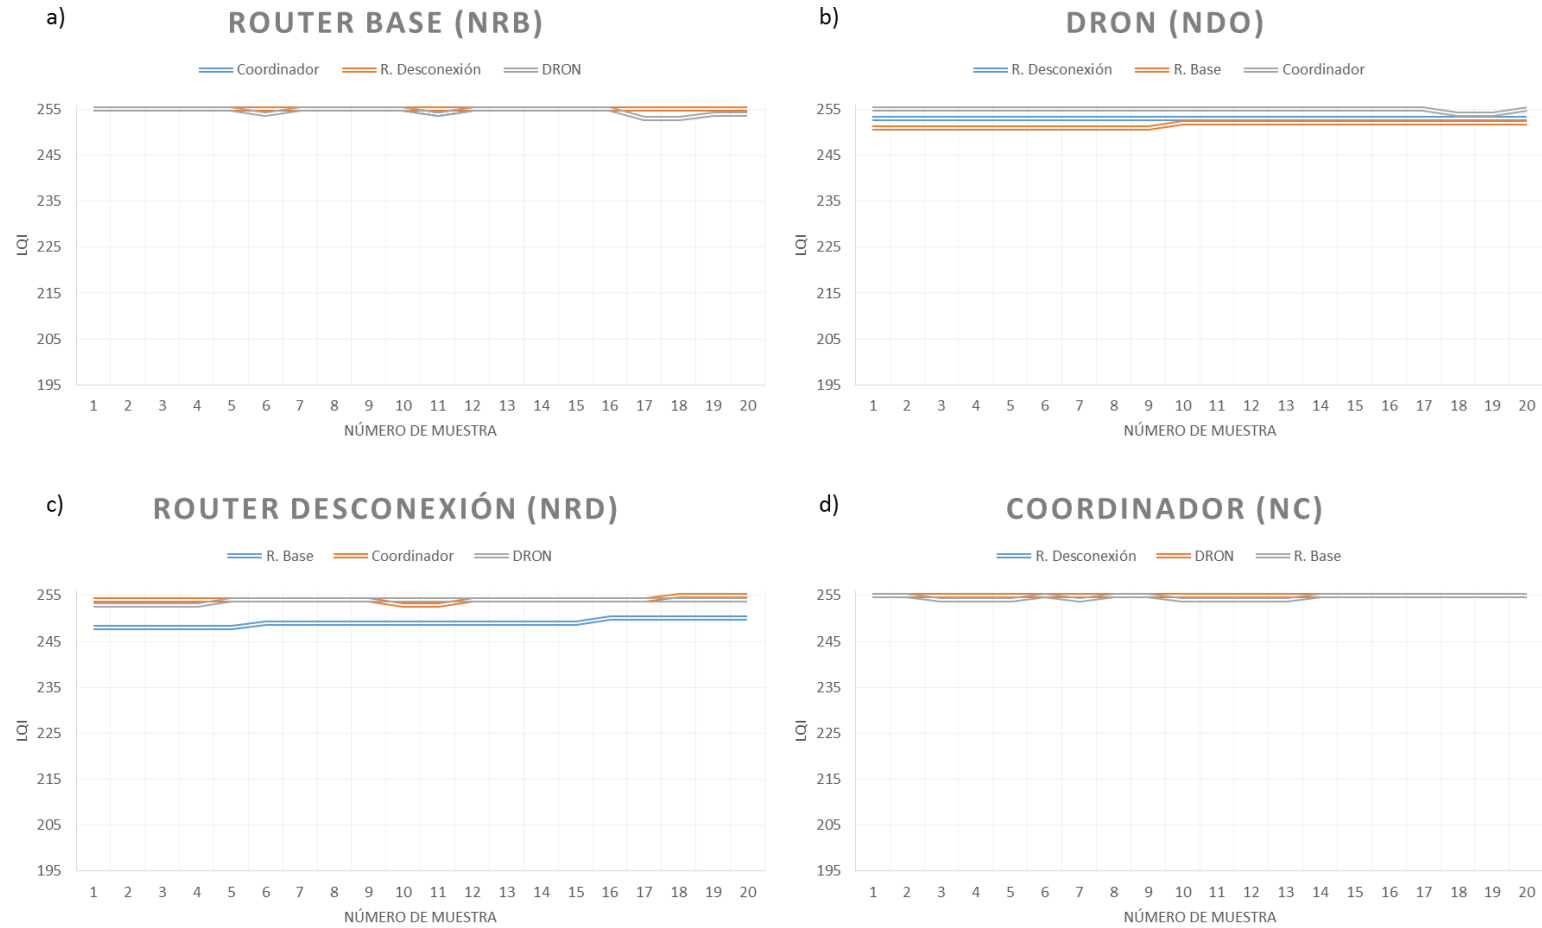 a)
ROUTER BASE (NRB)
Coordinador R. Desconexión DRON
255
245
235
225
215
205
195
LQI
1 2 3 4 5 6 7 8 9 10 11 12 13 14 15 16 17 18 19 20
NÚMERO DE MUESTRA
b)
DRON (NDO)
R. Desconexión R. Base Coordinador
255
245
235
225
215
205
195
LQI
1 2 3 4 5 6 7 8 9 10 11 12 13 14 15 16 17 18 19 20
NÚMERO DE MUESTRA
c)
ROUTER DESCONEXIÓN (NRD)
R. Base Coordinador DRON
255
245
235
225
215
205
195
LQI
1 2 3 4 5 6 7 8 9 10 11 12 13 14 15 16 17 18 19 20
NÚMERO DE MUESTRA
d)
COORDINADOR (NC)
R. Desconexión DRON R. Base
255
245
235
225
215
205
195
LQI
1 2 3 4 5 6 7 8 9 10 11 12 13 14 15 16 17 18 19 20
NÚMERO DE MUESTRA